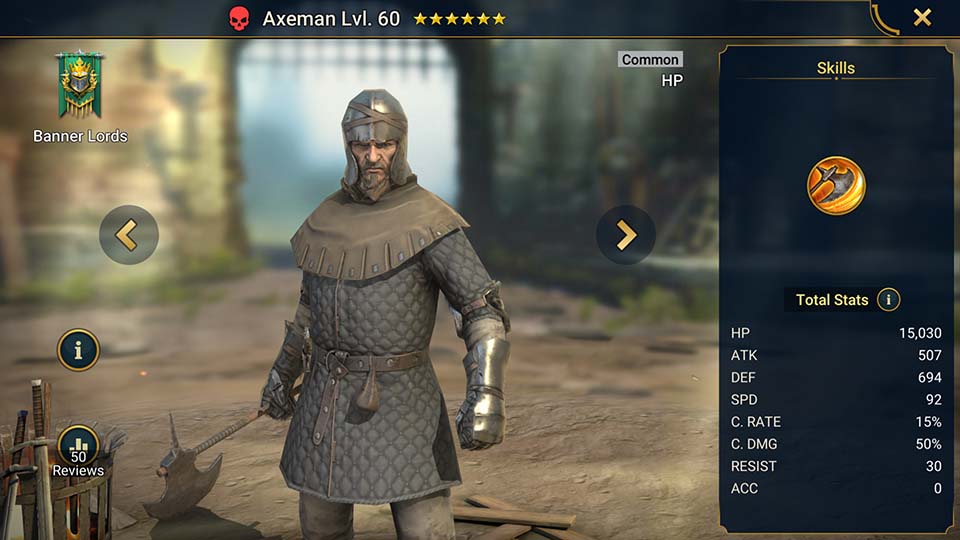 Axeman Lvl. 60
Banner Lords
Common
HP
50
Reviews
Skills
Total Stats i
HP 15,030
ATK 507
DEF 694
SPD 92
C. RATE 15%
C. DMG 50%
RESIST 30
ACC 0